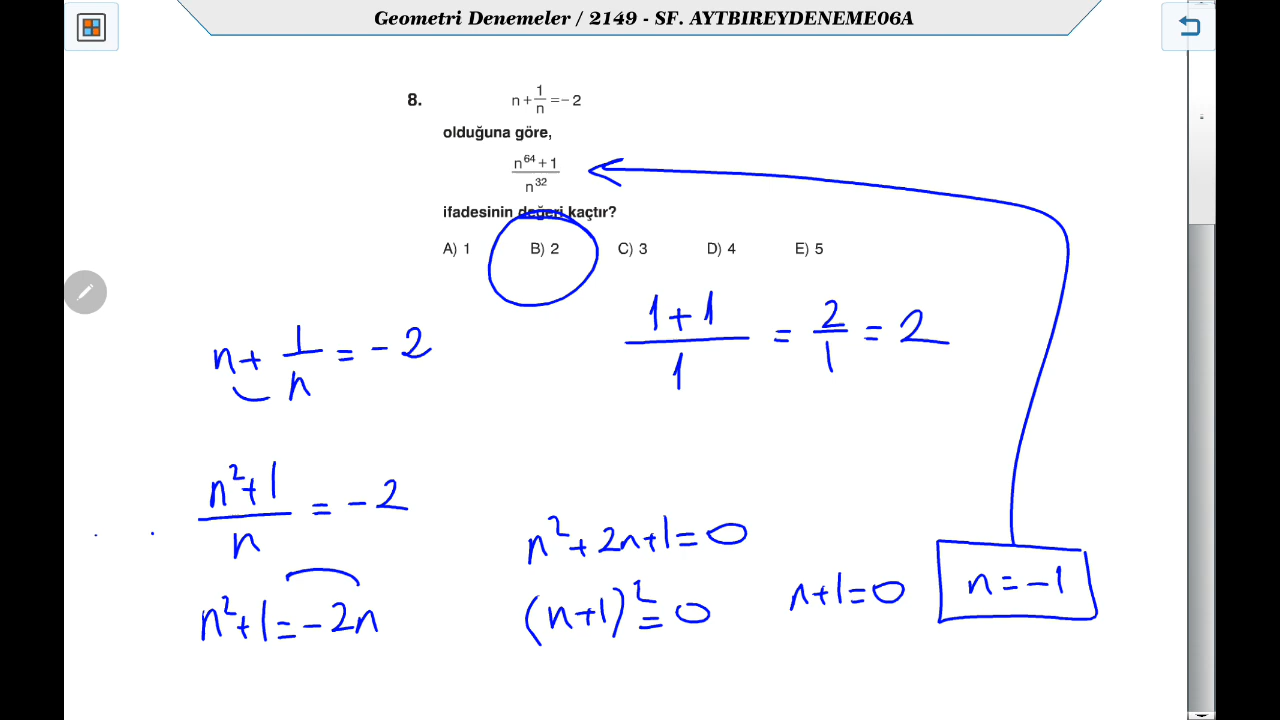 Geometri Denemeler / 2149 - SF. AYTBIREYDENEME06A
8. n + 1/n = - 2
olduğuna göre,
n^64 + 1 / n^32
ifadesinin değeri kaçtır?
A) 1 B) 2 C) 3 D) 4 E) 5
n + 1/n = - 2
1 + 1 / 1 = 2/1 = 2
n² + 1 / n = - 2
n² + 1 = - 2n
n² + 2n + 1 = 0
(n + 1)² = 0
n + 1 = 0
n = - 1